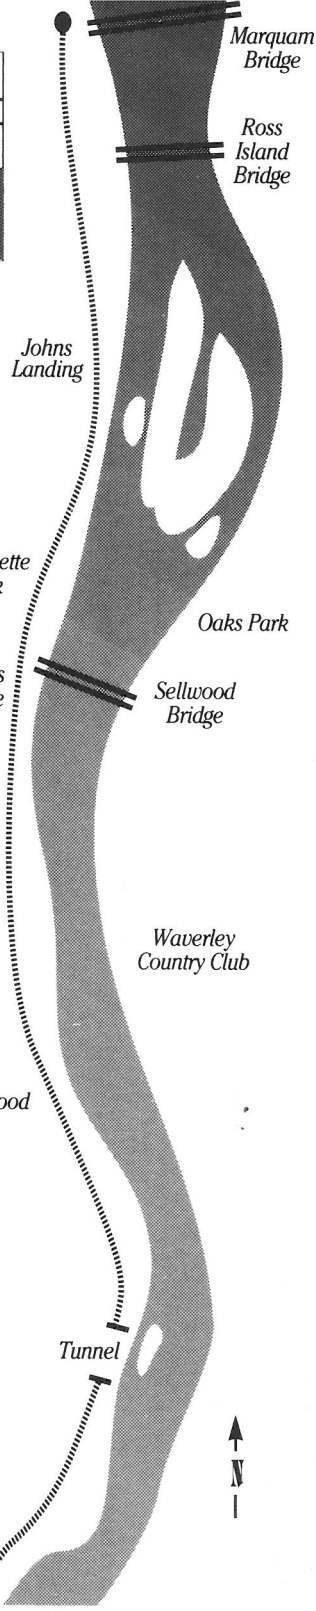 Marquam
Bridge
Ross
Island
Bridge
Johns
Landing
Oaks Park
Sellwood
Bridge
Waverley
Country Club
Tunnel
N